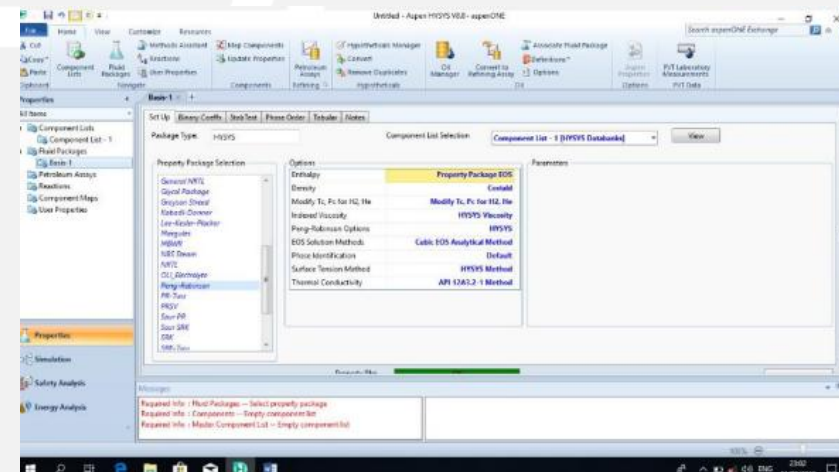 Untitled - Aspen HYSYS V8.8 - aspenONE
Home View Customize Resources
Search aspenONE Exchange
Cut
Copy
Paste
Component Lists
Fluid Packages
Methods Assistant
Reactions
User Properties
Map Components
Update Properties
Petroleum Assays
Hypotheticals Manager
Convert
Remove Duplicates
Oil Manager
Convert to Refining Assay
Associate Fluid Package
Definitions
Options
Aspen Properties
PVT Laboratory Measurements
Clipboard Navigate Components Refining Hypotheticals Oil Options PVT Data
Properties
All Items
Component Lists
Component List - 1
Fluid Packages
Basis-1
Petroleum Assays
Reactions
Component Maps
User Properties
Properties
Simulation
Safety Analysis
Energy Analysis
Basis-1 +
Set Up Binary Coeffs StabTest Phase Order Tabular Notes
Package Type: HYSYS
Component List Selection Component List - 1 [HYSYS Databanks] View
Property Package Selection
General NRTL
Glycol Package
Grayson Streed
Kabadi-Danner
Lee-Kesler-Plocker
Margules
MBWR
NBS Steam
NRTL
OLI_Electrolyte
Peng-Robinson
PR-Twu
PRSV
Sour PR
Sour SRK
SRK
SRK-Twu
Options
Enthalpy Property Package EOS
Density Costald
Modify Tc, Pc for H2, He Modify Tc, Pc for H2, He
Indexed Viscosity HYSYS Viscosity
Peng-Robinson Options HYSYS
EOS Solution Methods Cubic EOS Analytical Method
Phase Identification Default
Surface Tension Method HYSYS Method
Thermal Conductivity API 12A3.2-1 Method
Parameters
Messages
Required Info : Fluid Packages -- Select property package
Required Info : Components -- Empty component list
Required Info : Master Component List -- Empty component list
100%
ENG
23:02